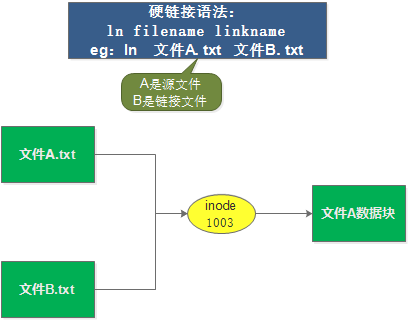 硬链接语法：
ln filename linkname
eg：ln 文件A.txt 文件B.txt
A是源文件
B是链接文件
文件A.txt
inode
1003
文件A数据块
文件B.txt